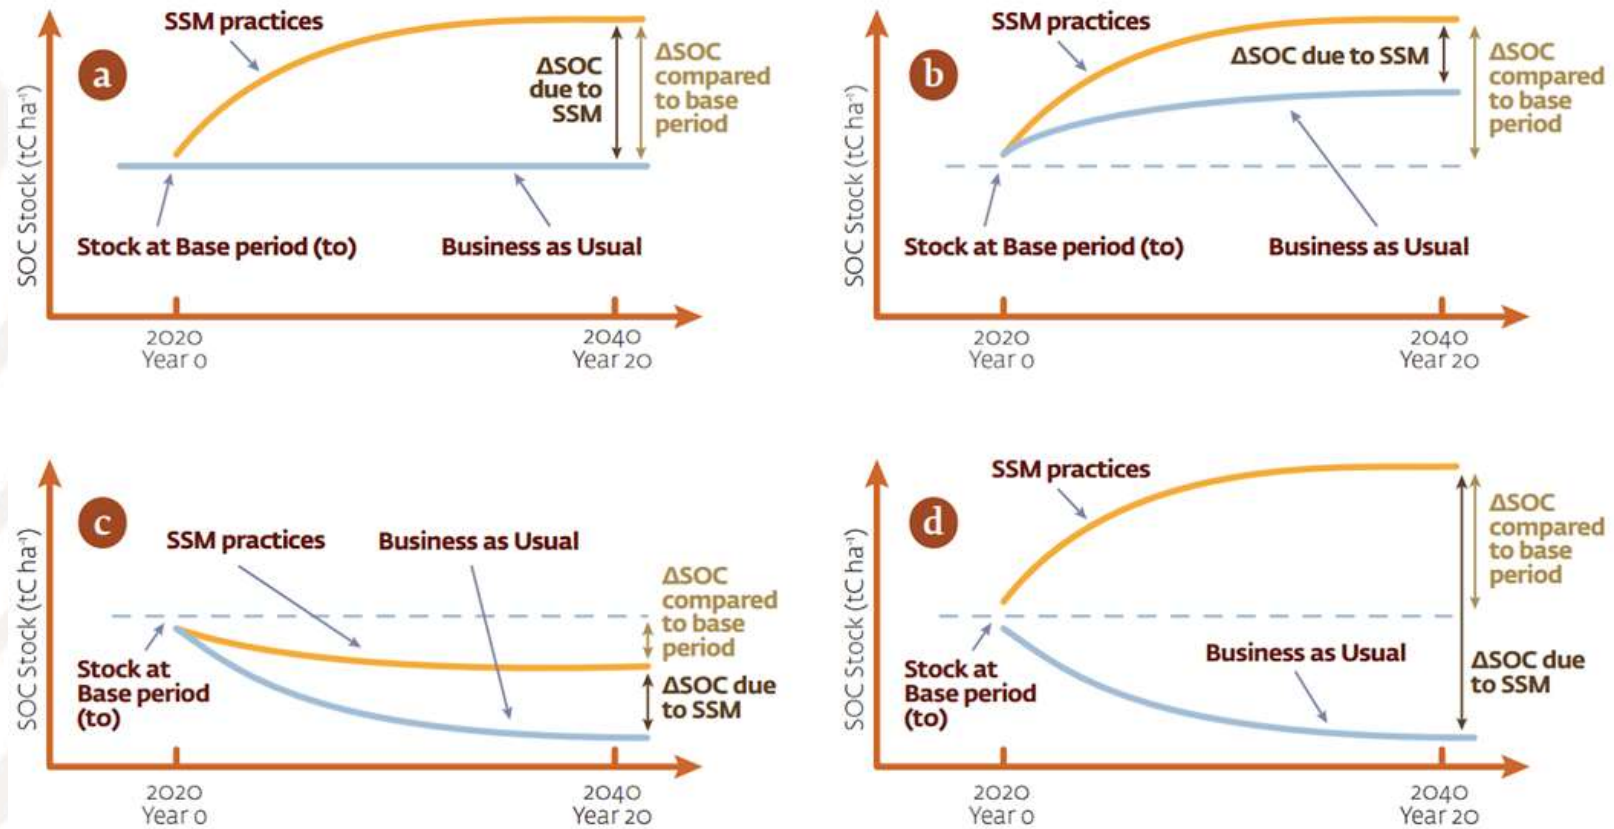 SSM practices
a
ΔSOC
due to
SSM
ΔSOC
compared
to base
period
SOC Stock (tC ha⁻¹)
Stock at Base period (to)
Business as Usual
2020
Year 0
2040
Year 20
SSM practices
b
ΔSOC due to SSM
ΔSOC
compared
to base
period
SOC Stock (tC ha⁻¹)
Stock at Base period (to)
Business as Usual
2020
Year 0
2040
Year 20
c
SSM practices
Business as Usual
ΔSOC
compared
to base
period
SOC Stock (tC ha⁻¹)
Stock at
Base period
(to)
ΔSOC due
to SSM
2020
Year 0
2040
Year 20
SSM practices
d
ΔSOC
compared
to base
period
SOC Stock (tC ha⁻¹)
Stock at
Base period
(to)
Business as Usual
ΔSOC due
to SSM
2020
Year 0
2040
Year 20